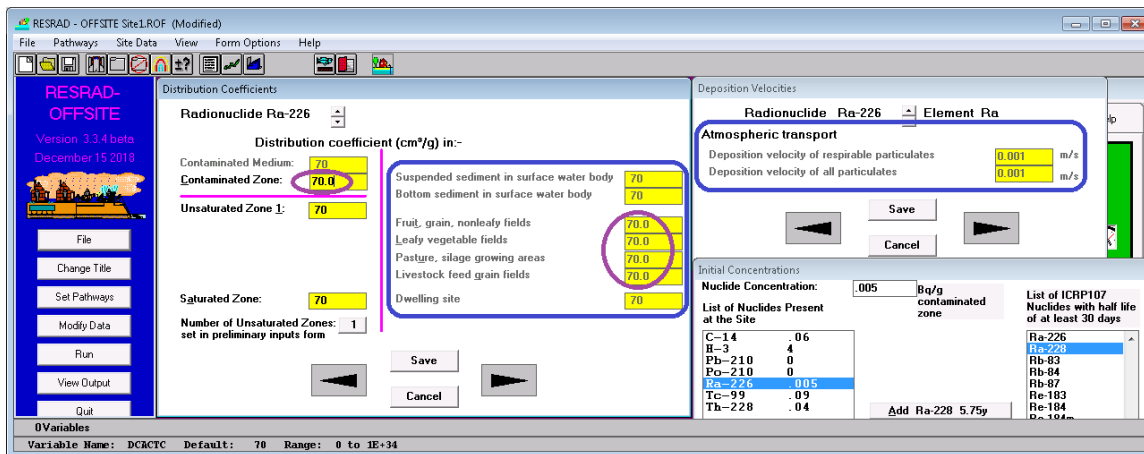 RESRAD - OFFSITE Site1.ROF (Modified)
File Pathways Site Data View Form Options Help
RESRAD-
OFFSITE
Version 3.3.4 beta
December 15 2018
File
Change Title
Set Pathways
Modify Data
Run
View Output
Quit
Distribution Coefficients
Radionuclide Ra-226
Distribution coefficient (cm³/g) in:-
Contaminated Medium: 70
Contaminated Zone: 70.0
Unsaturated Zone 1: 70
Saturated Zone: 70
Number of Unsaturated Zones: 1
set in preliminary inputs form
Suspended sediment in surface water body 70
Bottom sediment in surface water body 70
Fruit, grain, nonleafy fields 70.0
Leafy vegetable fields 70.0
Pasture, silage growing areas 70.0
Livestock feed grain fields 70.0
Dwelling site 70
Save
Cancel
Deposition Velocities
Radionuclide Ra-226 Element Ra
Atmospheric transport
Deposition velocity of respirable particulates 0.001 m/s
Deposition velocity of all particulates 0.001 m/s
Save
Cancel
Initial Concentrations
Nuclide Concentration: .005 Bq/g
contaminated
zone
List of Nuclides Present
at the Site
C-14 .06
H-3 4
Pb-210 0
Po-210 0
Ra-226 .005
Tc-99 .09
Th-228 .04
Add Ra-228 5.75y
List of ICRP107
Nuclides with half life
of at least 30 days
Ra-226
Ra-228
Rb-83
Rb-84
Rb-87
Re-183
Re-184
Re-184m
0Variables
Variable Name: DCACTC Default: 70 Range: 0 to 1E+34